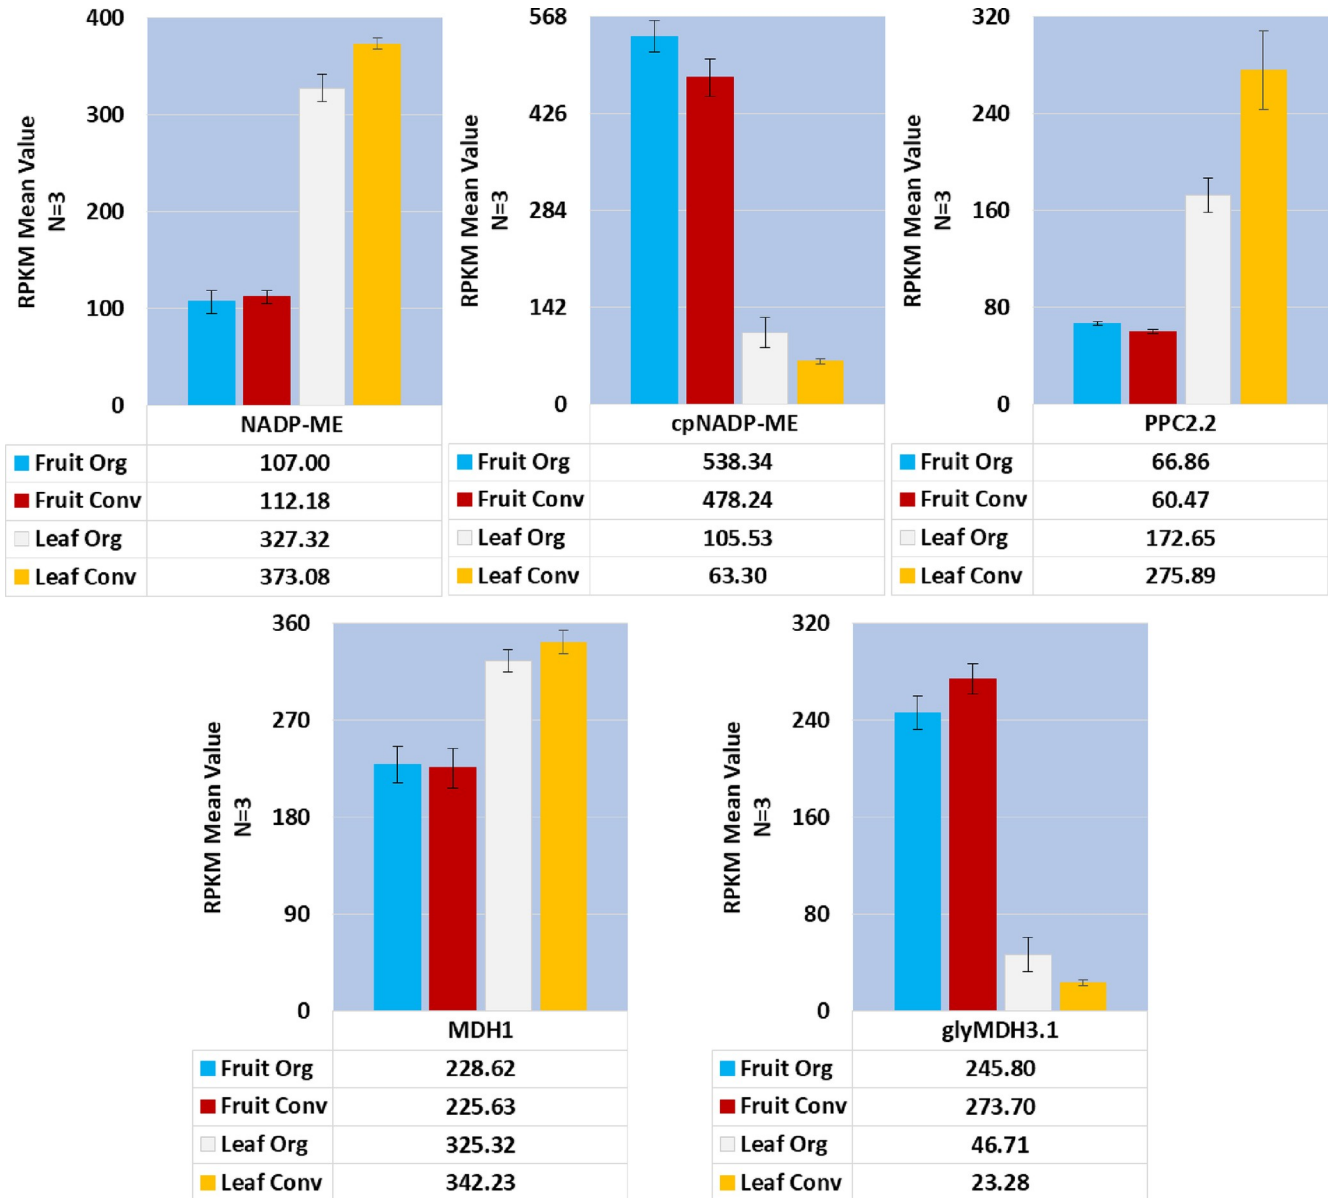 RPKM Mean Value
N=3
400
300
200
100
0
NADP-ME
Fruit Org 107.00
Fruit Conv 112.18
Leaf Org 327.32
Leaf Conv 373.08
RPKM Mean Value
N=3
568
426
284
142
0
cpNADP-ME
Fruit Org 538.34
Fruit Conv 478.24
Leaf Org 105.53
Leaf Conv 63.30
RPKM Mean Value
N=3
320
240
160
80
0
PPC2.2
Fruit Org 66.86
Fruit Conv 60.47
Leaf Org 172.65
Leaf Conv 275.89
RPKM Mean Value
N=3
360
270
180
90
0
MDH1
Fruit Org 228.62
Fruit Conv 225.63
Leaf Org 325.32
Leaf Conv 342.23
RPKM Mean Value
N=3
320
240
160
80
0
glyMDH3.1
Fruit Org 245.80
Fruit Conv 273.70
Leaf Org 46.71
Leaf Conv 23.28